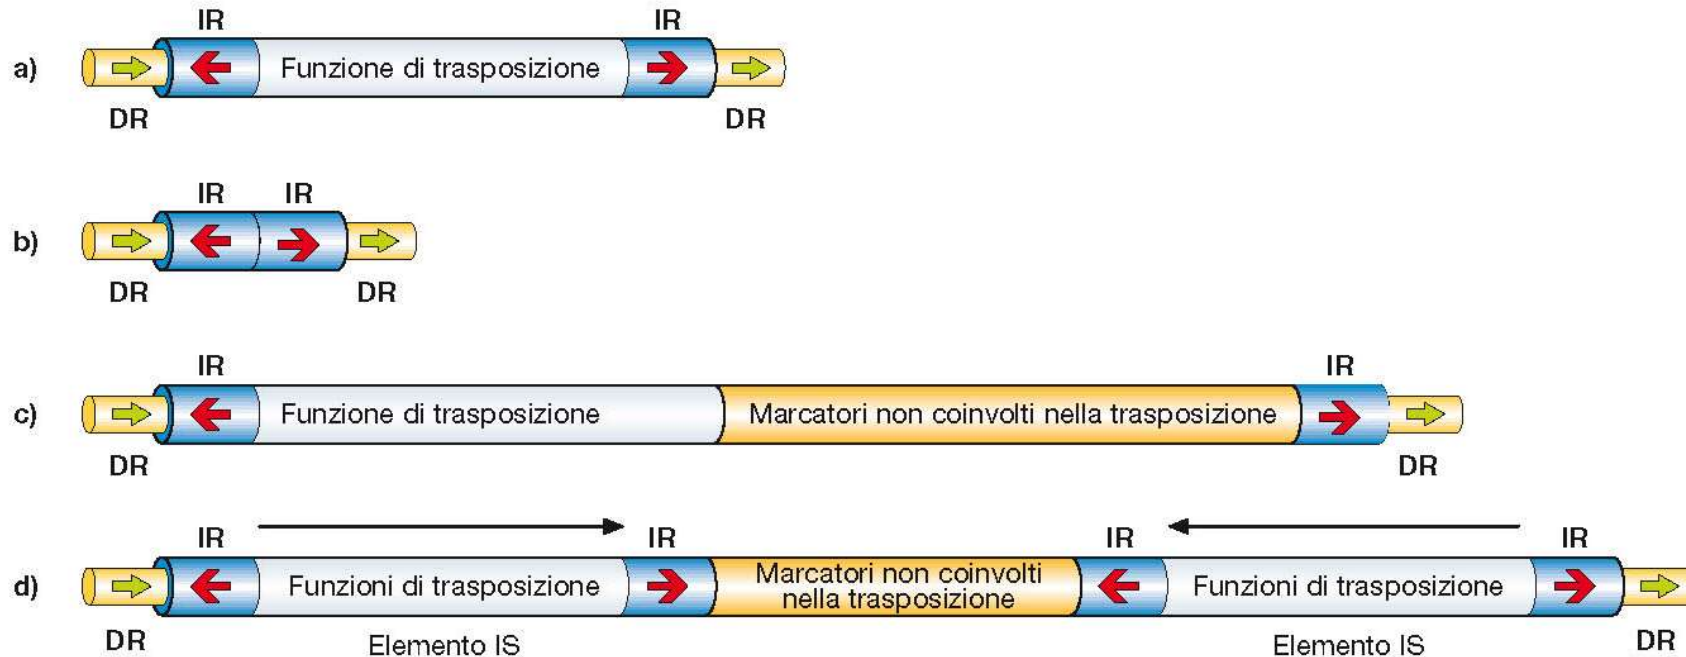 IR IR
a) Funzione di trasposizione
DR DR
IR IR
b)
DR DR
IR IR
c) Funzione di trasposizione Marcatori non coinvolti nella trasposizione
DR DR
IR IR IR IR
d) Funzioni di trasposizione Marcatori non coinvolti Funzioni di trasposizione
nella trasposizione
DR Elemento IS Elemento IS DR